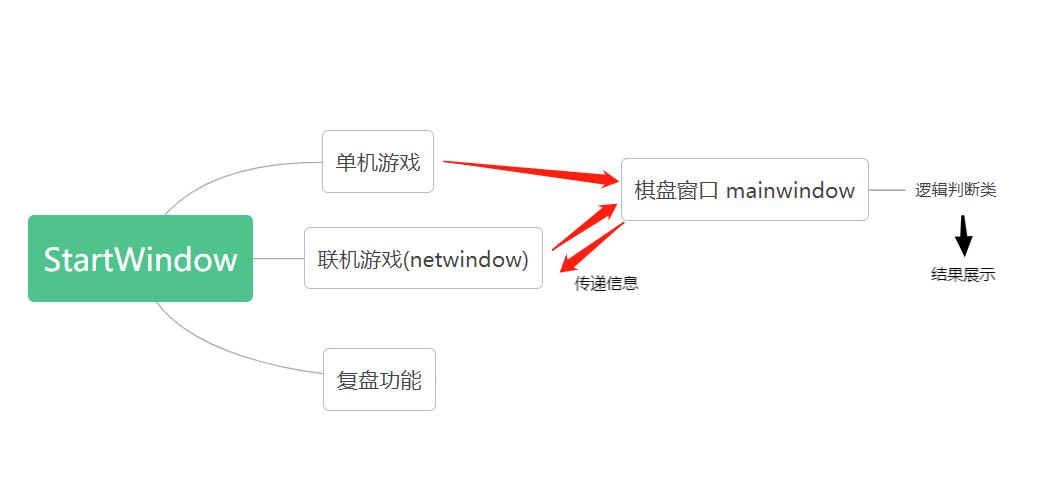 单机游戏
棋盘窗口 mainwindow
逻辑判断类
StartWindow
联机游戏(netwindow)
传递信息
结果展示
复盘功能